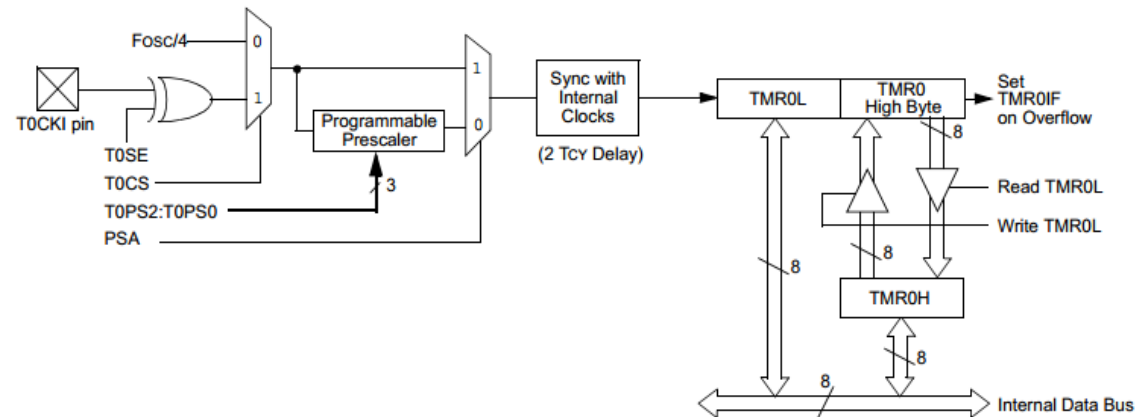 Fosc/4
0
1
T0CKI pin
T0SE
T0CS
T0PS2:T0PS0
PSA
Programmable
Prescaler
3
1
0
Sync with
Internal
Clocks
(2 TCY Delay)
TMR0L
TMR0
High Byte
Set
TMR0IF
on Overflow
8
Read TMR0L
Write TMR0L
8
8
TMR0H
8
8
Internal Data Bus